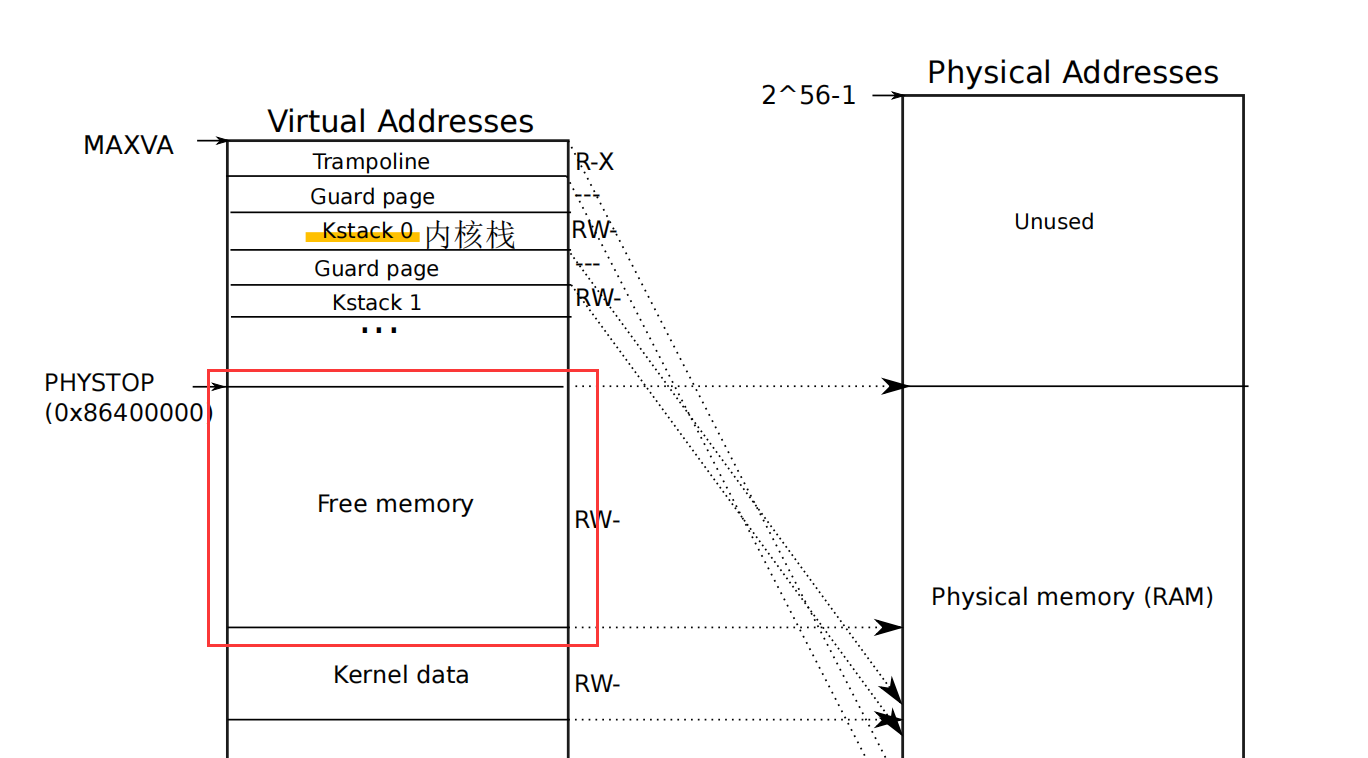 Physical Addresses
2^56-1
Virtual Addresses
MAXVA
Trampoline
R-X
Guard page
---
Unused
Kstack 0 内核栈
RW-
Guard page
---
Kstack 1
RW-
...
PHYSTOP
(0x86400000)
Free memory
RW-
Physical memory (RAM)
Kernel data
RW-